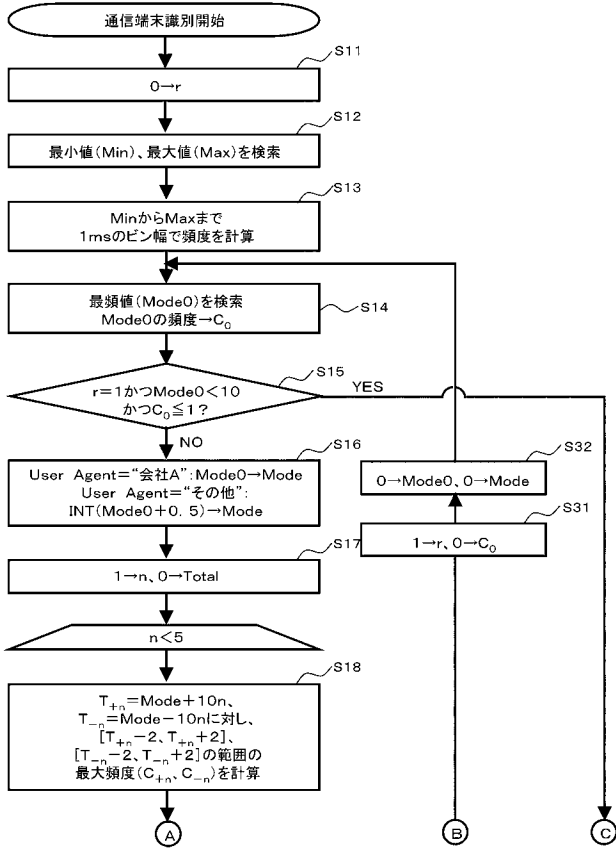 通信端末識別開始
S11
0→r
S12
最小値(Min)、最大値(Max)を検索
S13
MinからMaxまで
1msのビン幅で頻度を計算
最頻値(Mode0)を検索
Mode0の頻度→C₀
S14
S15
r=1かつMode0<10
かつC₀≦1?
YES
NO
S16
User Agent=“会社A":Mode0→Mode
User Agent=“その他":
INT(Mode0+0.5)→Mode
S32
0→Mode0、0→Mode
S31
1→r、0→C₀
S17
1→n、0→Total
n<5
S18
T₊ₙ=Mode+10n、
T₋ₙ=Mode-10nに対し、
[T₊ₙ-2、T₊ₙ+2]、
[T₋ₙ-2、T₋ₙ+2]の範囲の
最大頻度(C₊ₙ、C₋ₙ)を計算
A
B
C